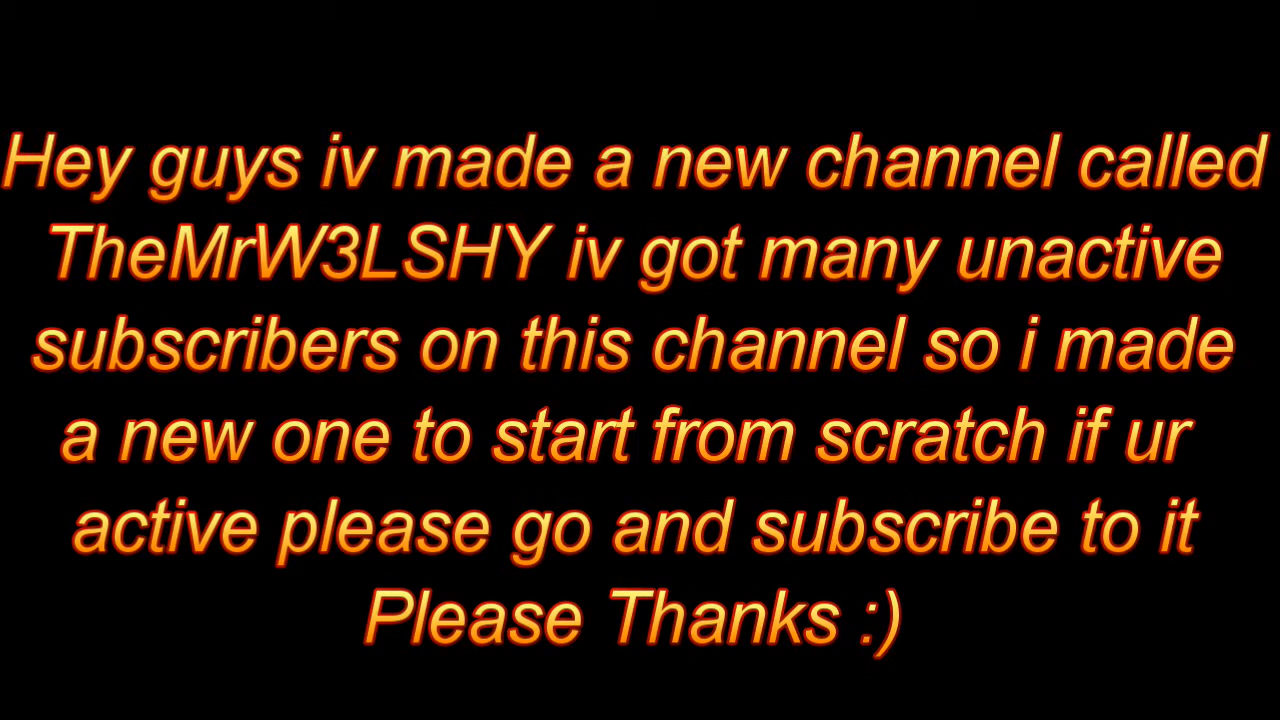 Hey guys iv made a new channel called
TheMrW3LSHY iv got many unactive
subscribers on this channel so i made
a new one to start from scratch if ur
active please go and subscribe to it
Please Thanks :)